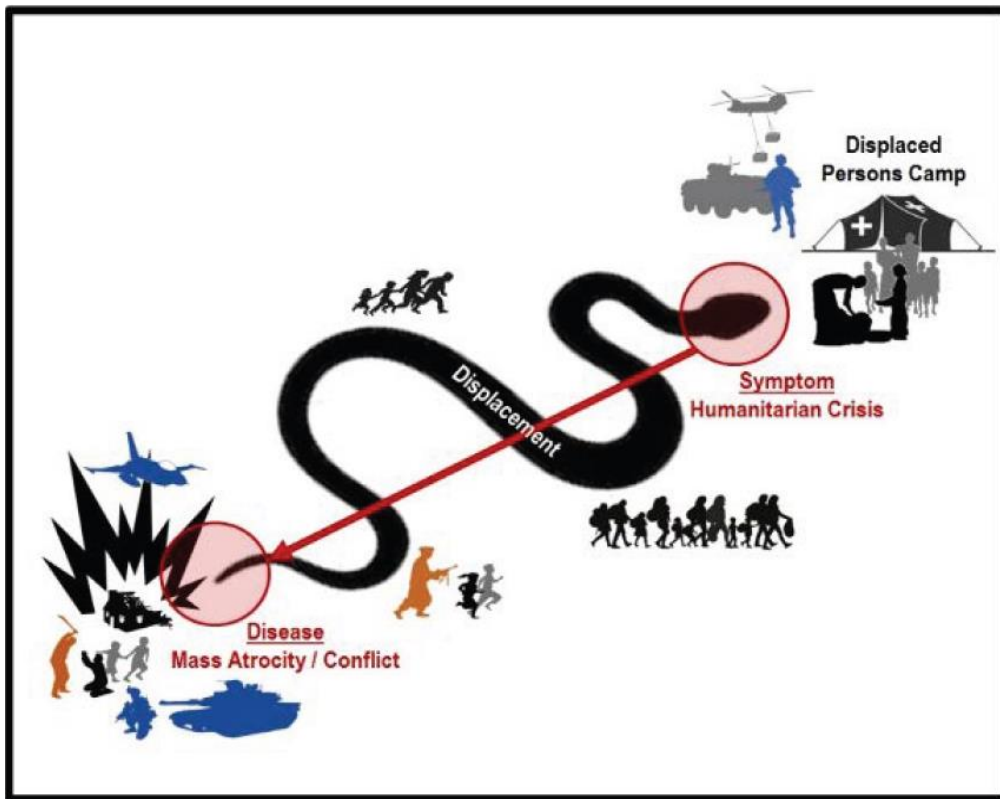 Displaced
Persons Camp
Symptom
Humanitarian Crisis
Displacement
Disease
Mass Atrocity / Conflict